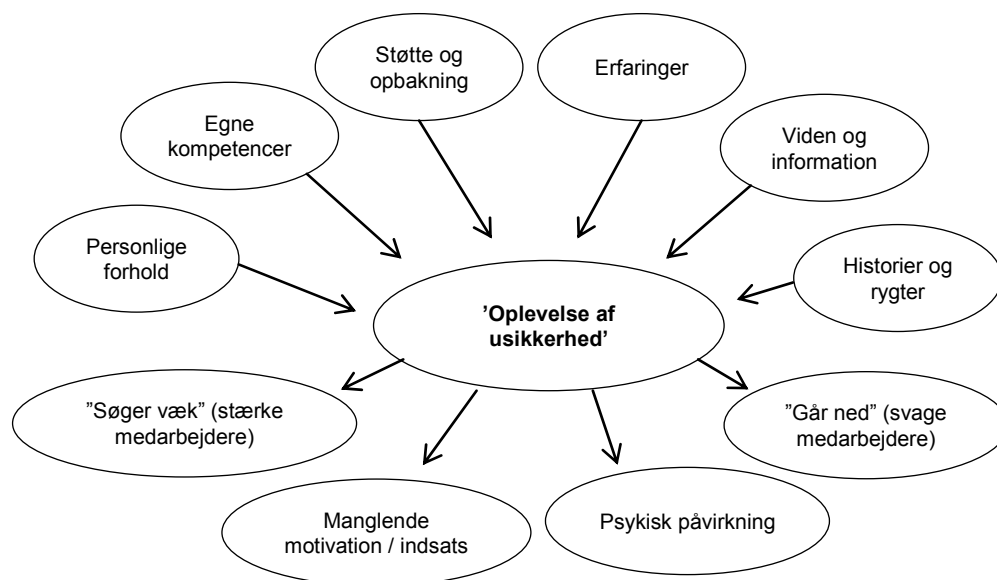 Støtte og
opbakning
Erfaringer
Egne
kompetencer
Viden og
information
Personlige
forhold
Historier og
rygter
’Oplevelse af
usikkerhed’
”Søger væk” (stærke
medarbejdere)
”Går ned” (svage
medarbejdere)
Manglende
motivation / indsats
Psykisk påvirkning